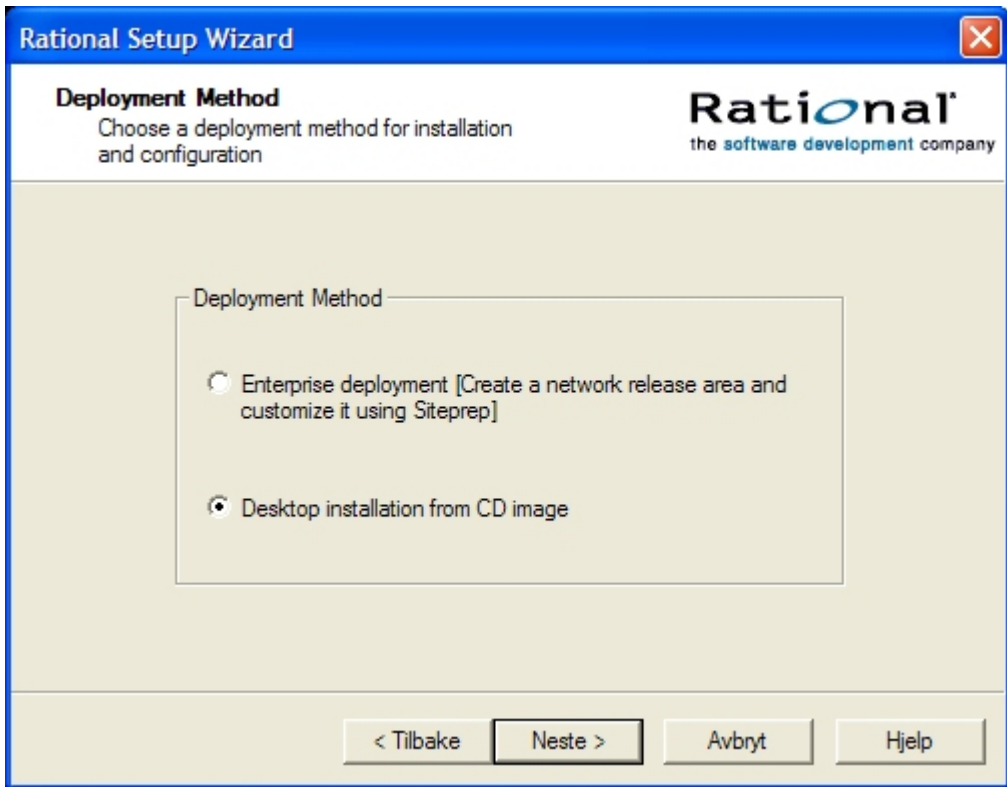 Rational Setup Wizard
Deployment Method
Choose a deployment method for installation
and configuration
Rational
the software development company
Deployment Method
Enterprise deployment [Create a network release area and
customize it using Siteprep]
Desktop installation from CD image
< Tilbake
Neste >
Avbryt
Hjelp